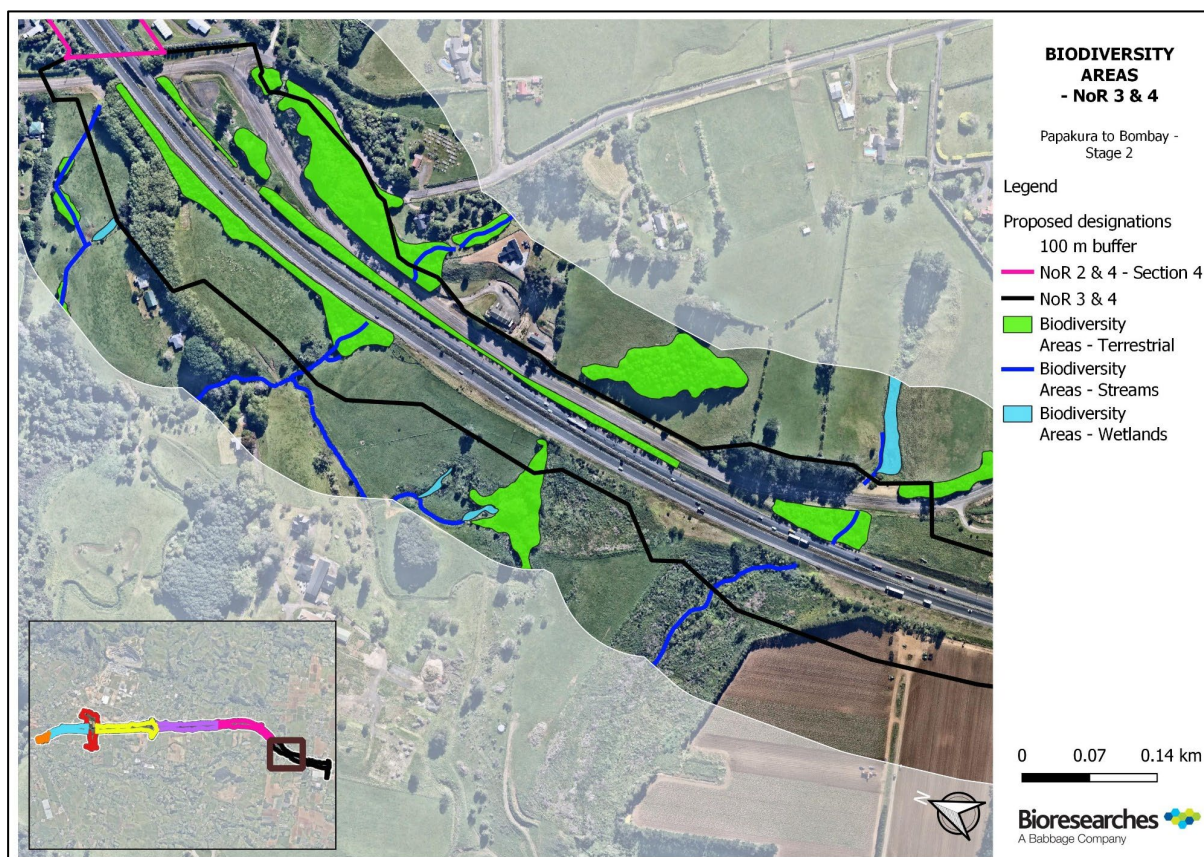 BIODIVERSITY
AREAS
- NoR 3 & 4
Papakura to Bombay -
Stage 2
Legend
Proposed designations
100 m buffer
NoR 2 & 4 - Section 4
NoR 3 & 4
Biodiversity
Areas - Terrestrial
Biodiversity
Areas - Streams
Biodiversity
Areas - Wetlands
N
0 0.07 0.14 km
Bioresearches
A Babbage Company